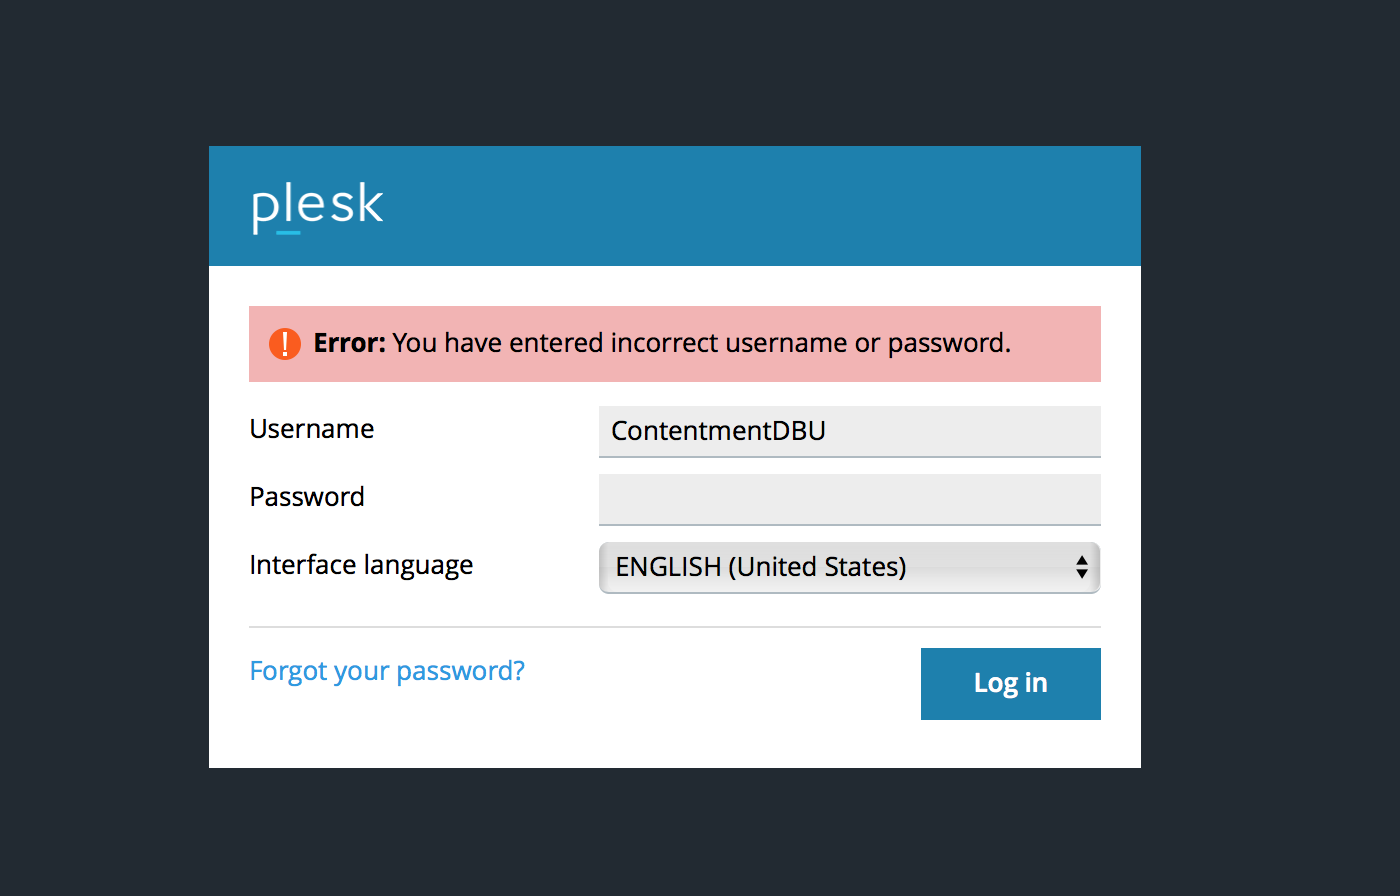 plesk
Error: You have entered incorrect username or password.
Username
ContentmentDBU
Password
Interface language
ENGLISH (United States)
Forgot your password?
Log in